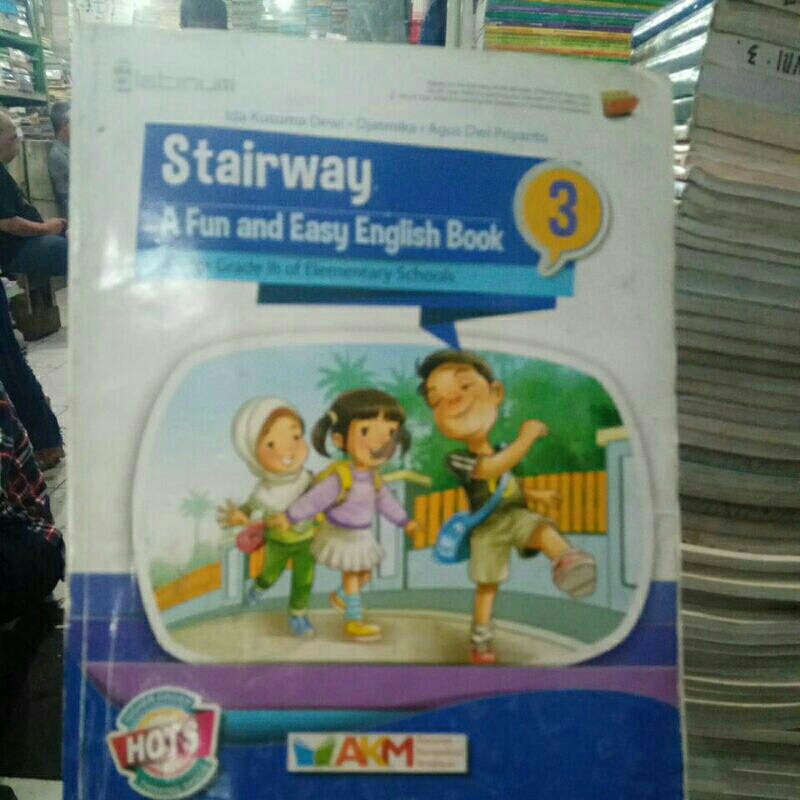 Platinum
Ida Kusuma Dewi • Djatmika • Agus Dwi Priyanto
Stairway
A Fun and Easy English Book
3
Grade III of Elementary Schools
HOTS
AKM